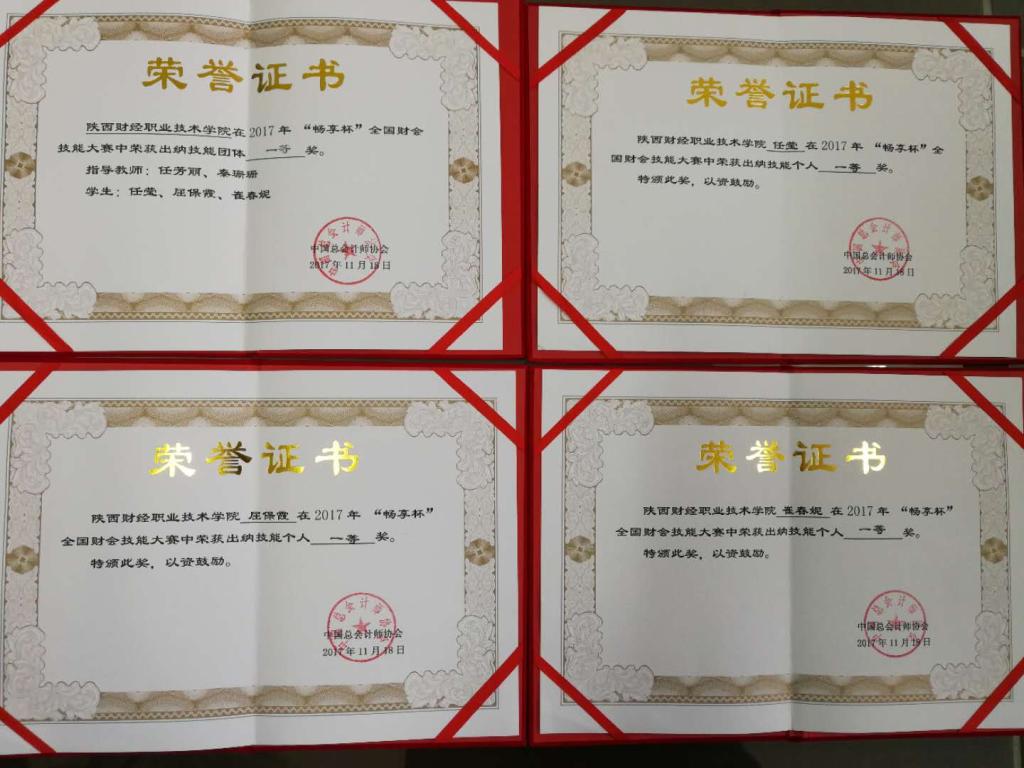 荣誉证书
陕西财经职业技术学院在2017年 “畅享杯”全国财会
技能大赛中荣获出纳技能团体 一等 奖。
指导教师：任芳丽、秦珊珊
学生：任莹、屈保霞、崔春妮
中国总会计师协会
2017年11月18日
荣誉证书
陕西财经职业技术学院 任莹 在2017年 “畅享杯”全
国财会技能大赛中荣获出纳技能个人 一等 奖。
特颁此奖，以资鼓励。
中国总会计师协会
2017年11月18日
荣誉证书
陕西财经职业技术学院 屈保霞 在2017年 “畅享杯”
全国财会技能大赛中荣获出纳技能个人 一等 奖。
特颁此奖，以资鼓励。
中国总会计师协会
2017年11月18日
荣誉证书
陕西财经职业技术学院 崔春妮 在2017年 “畅享杯”
全国财会技能大赛中荣获出纳技能个人 一等 奖。
特颁此奖，以资鼓励。
中国总会计师协会
2017年11月18日